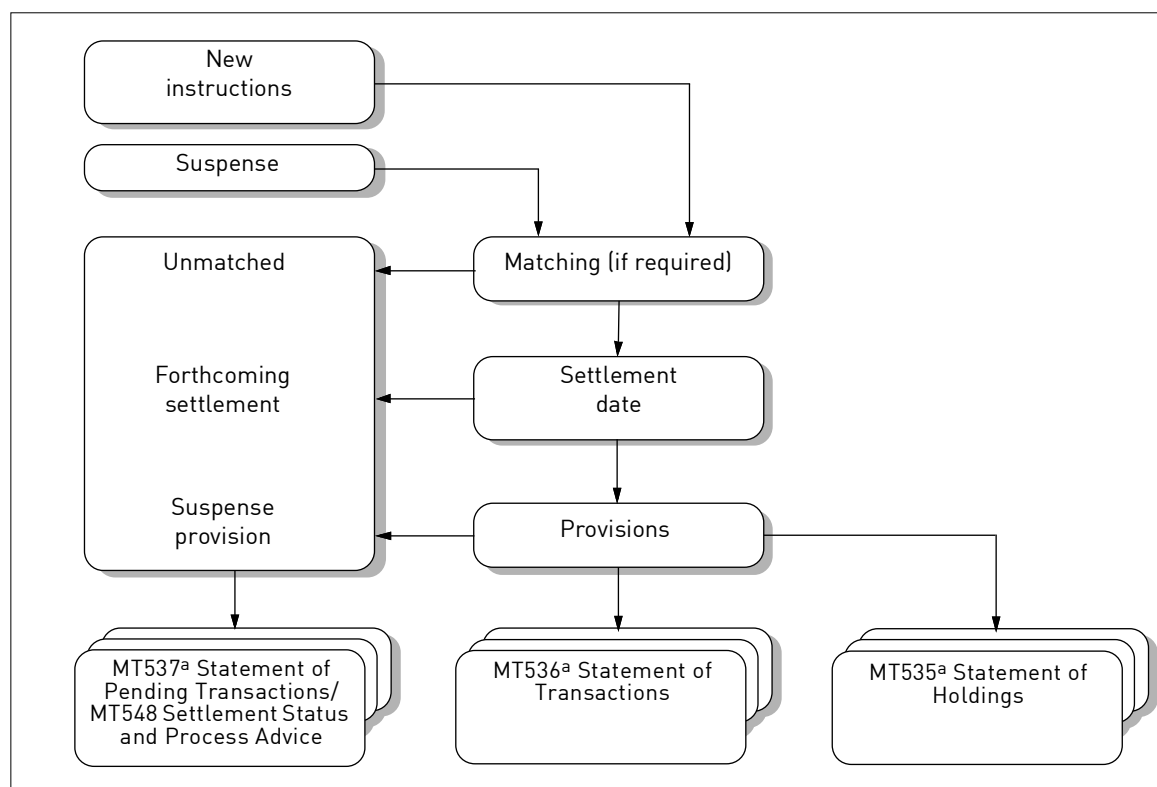 New
instructions
Suspense
Unmatched
Matching (if required)
Forthcoming
settlement
Settlement
date
Suspense
provision
Provisions
MT537ª Statement of
Pending Transactions/
MT548 Settlement Status
and Process Advice
MT536ª Statement of
Transactions
MT535ª Statement of
Holdings